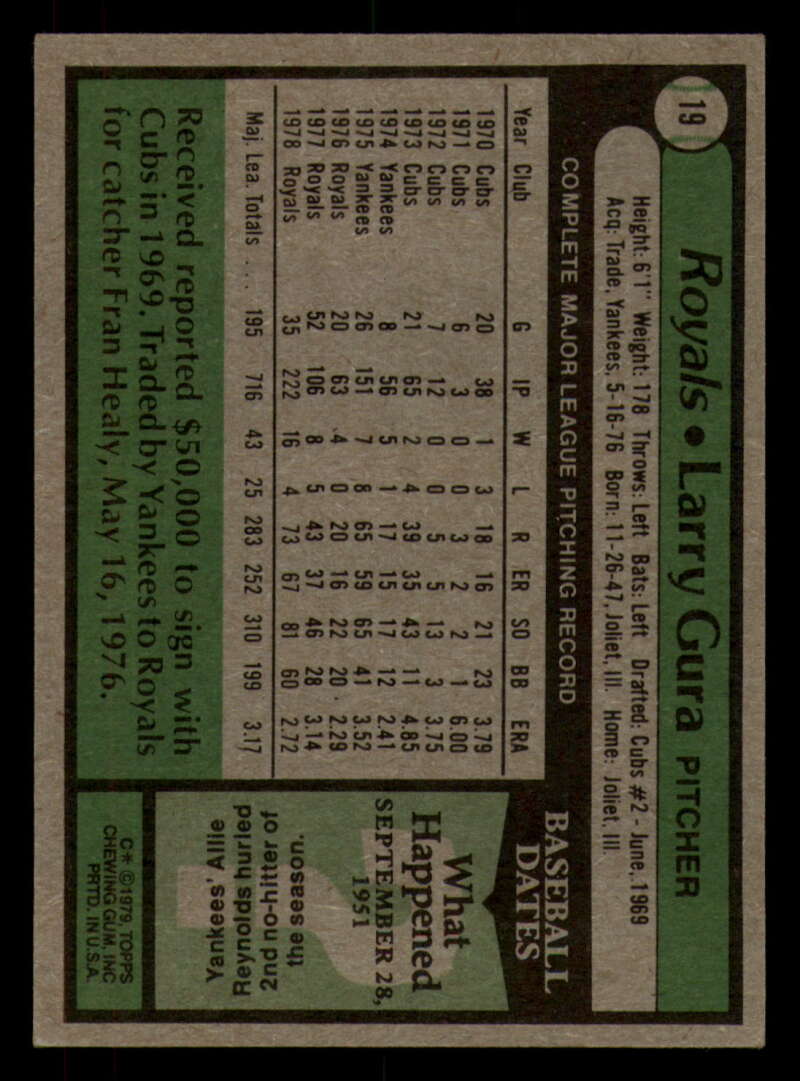 19
Royals • Larry Gura PITCHER
Height: 6'1" Weight: 178 Throws: Left Bats: Left Drafted: Cubs #2 - June, 1969
Acq: Trade, Yankees, 5-16-76 Born: 11-26-47, Joliet, Ill. Home: Joliet, Ill.
COMPLETE MAJOR LEAGUE PITCHING RECORD
Year Club G IP W L R ER SO BB ERA
1970 Cubs 20 38 1 3 18 16 21 23 3.79
1971 Cubs 6 3 0 0 3 2 2 1 6.00
1972 Cubs 7 12 0 0 5 5 13 3 3.75
1973 Cubs 21 65 2 4 39 35 43 11 4.85
1974 Yankees 8 56 5 1 17 15 17 12 2.41
1975 Yankees 26 151 7 8 65 59 65 41 3.52
1976 Royals 20 63 4 0 20 16 22 20 2.29
1977 Royals 52 106 8 5 43 37 46 28 3.14
1978 Royals 35 222 16 4 73 67 81 60 2.72
Maj. Lea. Totals . . . 195 716 43 25 283 252 310 199 3.17
Received reported $50,000 to sign with
Cubs in 1969. Traded by Yankees to Royals
for catcher Fran Healy, May 16, 1976.
BASEBALL
DATES
What
Happened
SEPTEMBER 28,
1951
Yankees' Allie
Reynolds hurled
2nd no-hitter of
the season.
C* © 1979, TOPPS
CHEWING GUM, INC
PRTD. IN U.S.A.